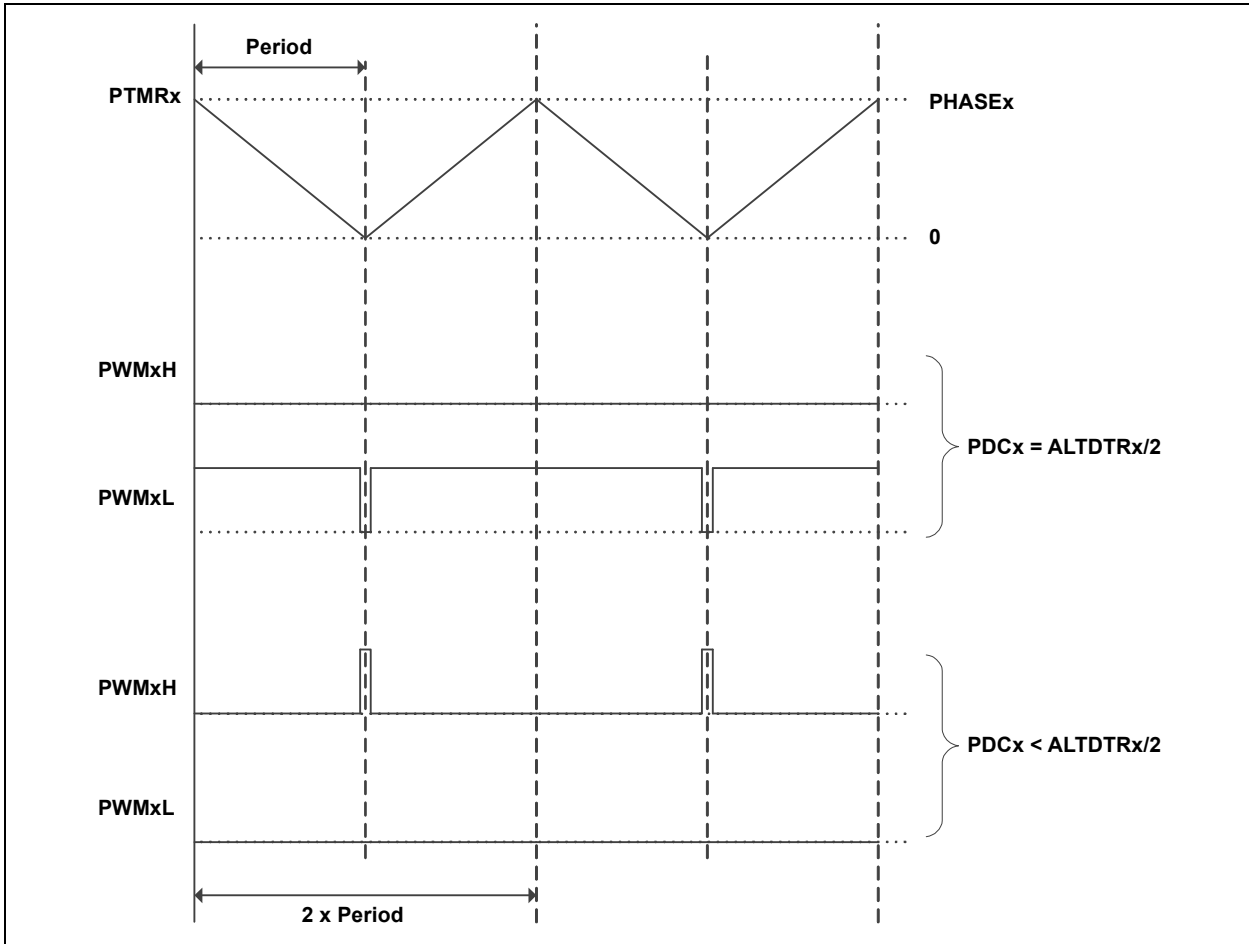 Period
PTMRx
PHASEx
0
PWMxH
PDCx = ALTDTRx/2
PWMxL
PWMxH
PDCx < ALTDTRx/2
PWMxL
2 x Period